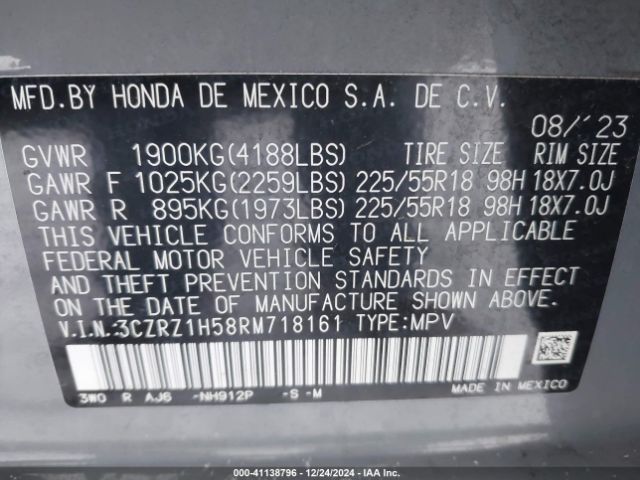 MFD.BY HONDA DE MEXICO S.A. DE C.V.
08/'23
GVWR 1900KG(4188LBS) TIRE SIZE RIM SIZE
GAWR F 1025KG(2259LBS) 225/55R18 98H 18X7.0J
GAWR R 895KG(1973LBS) 225/55R18 98H 18X7.0J
THIS VEHICLE CONFORMS TO ALL APPLICABLE
FEDERAL MOTOR VEHICLE SAFETY
AND THEFT PREVENTION STANDARDS IN EFFECT
ON THE DATE OF MANUFACTURE SHOWN ABOVE.
V.I.N.:3CZRZ1H58RM718161 TYPE:MPV
3W0 R AJ6 -NH912P -S -M
MADE IN MEXICO
000-41138796 - 12/24/2024 - IAA Inc.